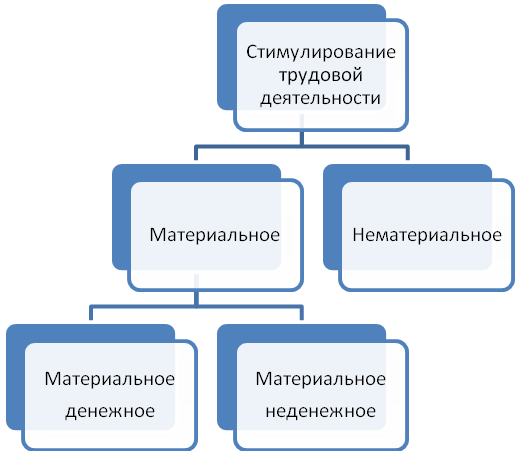 Стимулирование
трудовой
деятельности
Материальное
Нематериальное
Материальное
денежное
Материальное
неденежное